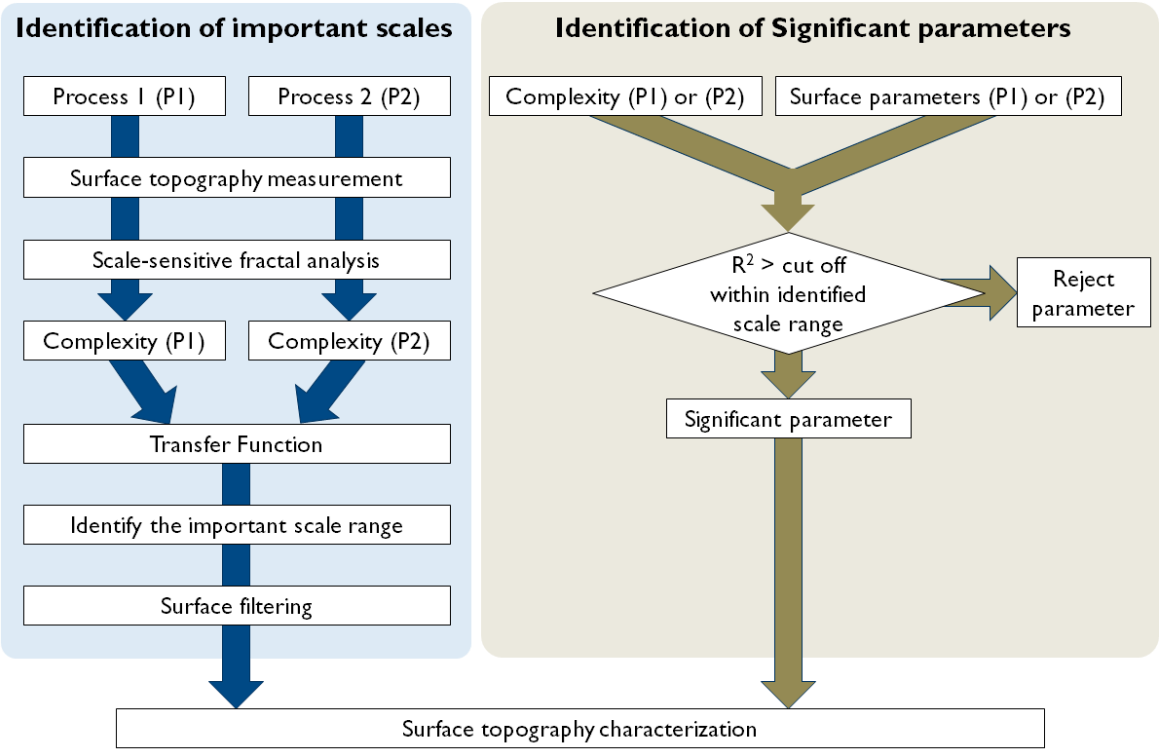 Identification of important scales
Process 1 (P1)
Process 2 (P2)
Surface topography measurement
Scale-sensitive fractal analysis
Complexity (P1)
Complexity (P2)
Transfer Function
Identify the important scale range
Surface filtering
Identification of Significant parameters
Complexity (P1) or (P2)
Surface parameters (P1) or (P2)
R² > cut off
within identified
scale range
Reject
parameter
Significant parameter
Surface topography characterization